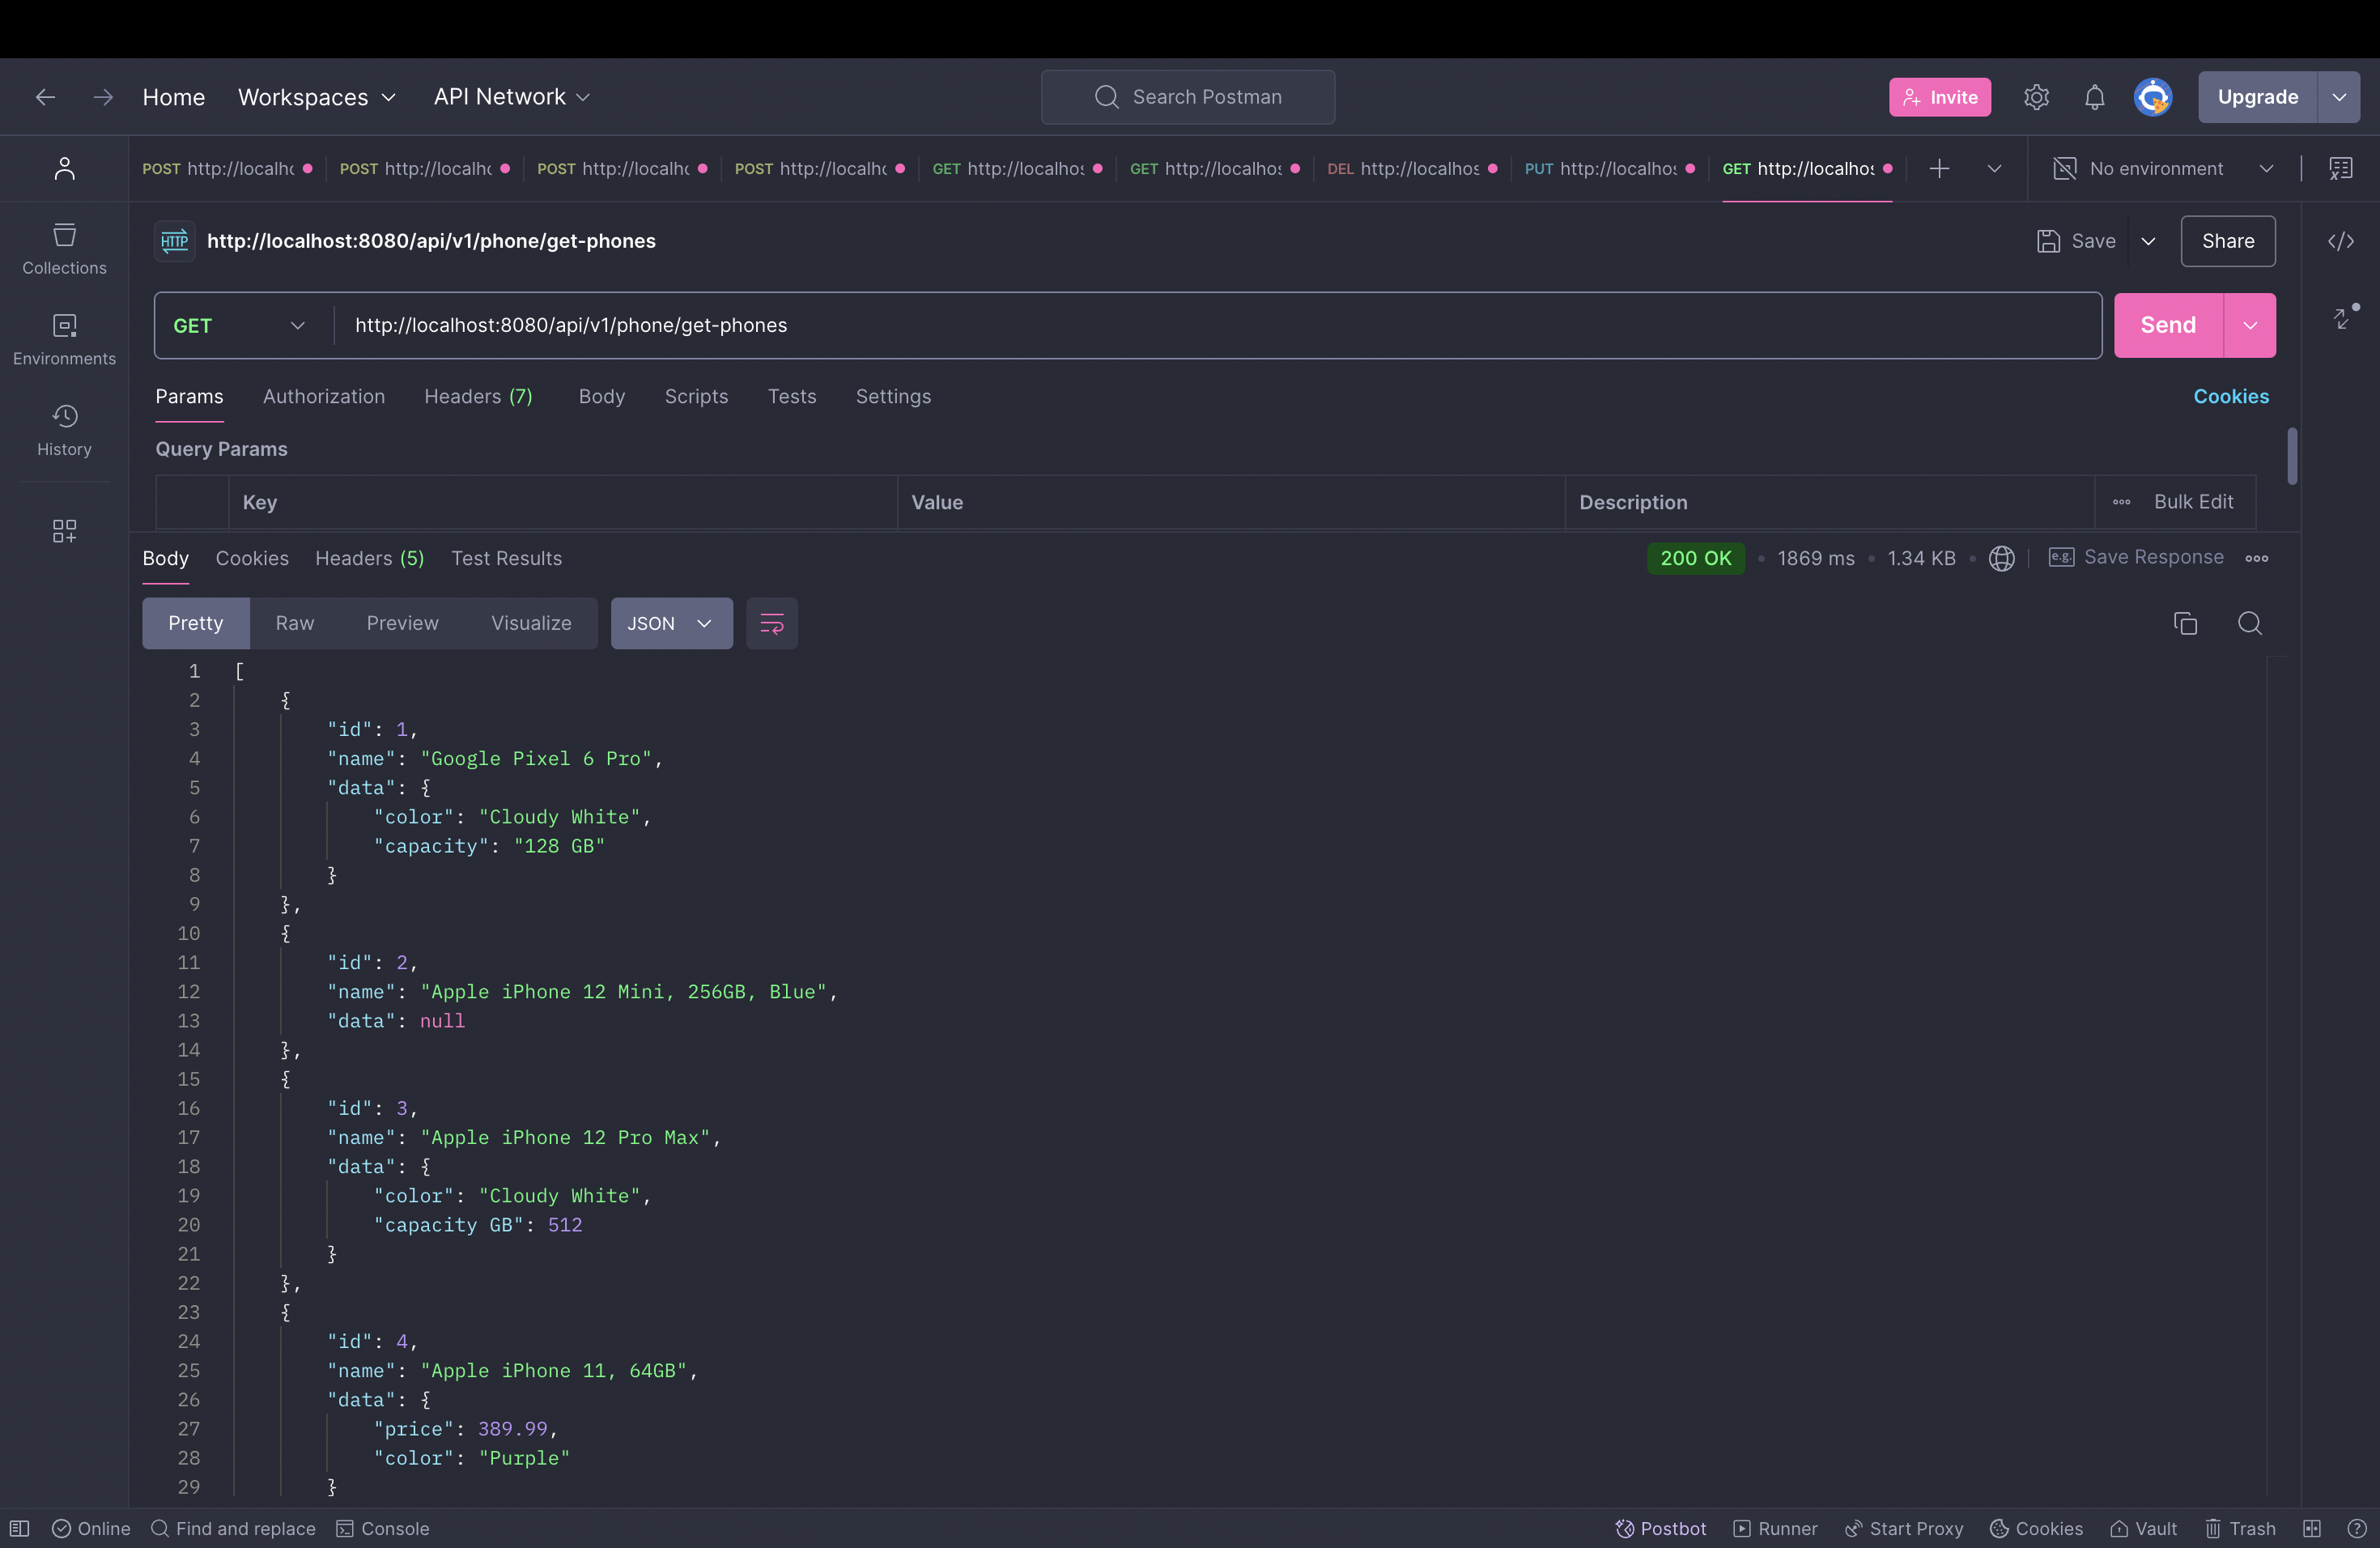 Home Workspaces API Network Search Postman Invite Upgrade
POST http://localh POST http://localh POST http://localh POST http://localh GET http://localhos GET http://localhos DEL http://localhos PUT http://localhos GET http://localhos No environment
HTTP http://localhost:8080/api/v1/phone/get-phones Save Share
Collections
GET http://localhost:8080/api/v1/phone/get-phones Send
Environments
Params Authorization Headers (7) Body Scripts Tests Settings Cookies
History
Query Params
Key Value Description Bulk Edit
Body Cookies Headers (5) Test Results 200 OK • 1869 ms • 1.34 KB • e.g. Save Response
Pretty Raw Preview Visualize JSON
1 [
2 {
3 "id": 1,
4 "name": "Google Pixel 6 Pro",
5 "data": {
6 "color": "Cloudy White",
7 "capacity": "128 GB"
8 }
9 },
10 {
11 "id": 2,
12 "name": "Apple iPhone 12 Mini, 256GB, Blue",
13 "data": null
14 },
15 {
16 "id": 3,
17 "name": "Apple iPhone 12 Pro Max",
18 "data": {
19 "color": "Cloudy White",
20 "capacity GB": 512
21 }
22 },
23 {
24 "id": 4,
25 "name": "Apple iPhone 11, 64GB",
26 "data": {
27 "price": 389.99,
28 "color": "Purple"
29 }
Online Find and replace Console Postbot Runner Start Proxy Cookies Vault Trash